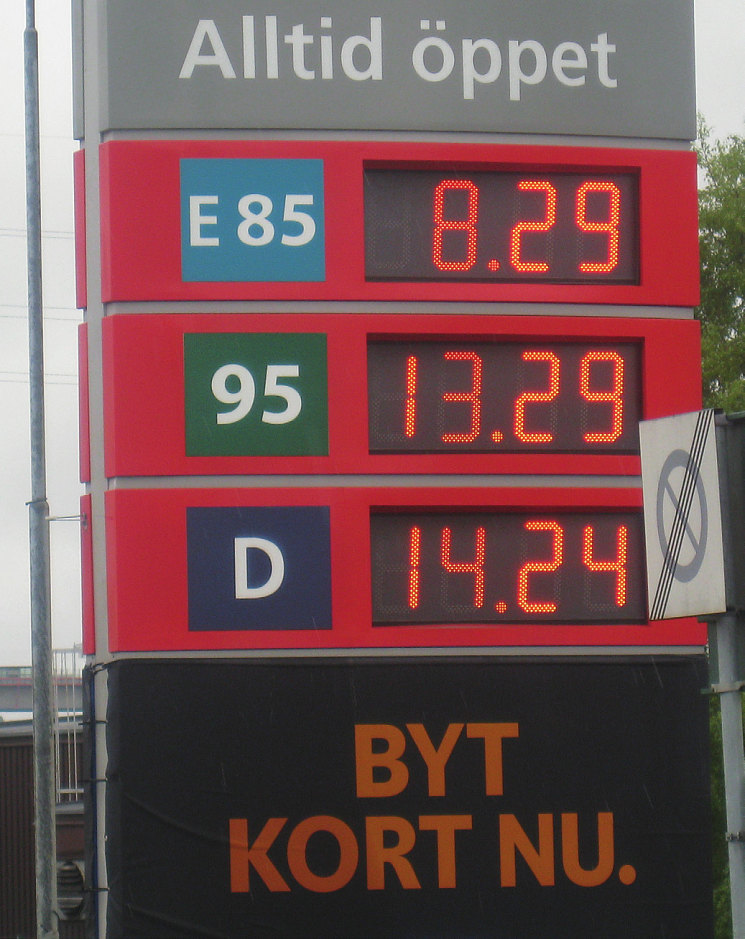 Alltid öppet
E 85 8.29
95 13.29
D 14.24
BYT
KORT NU.